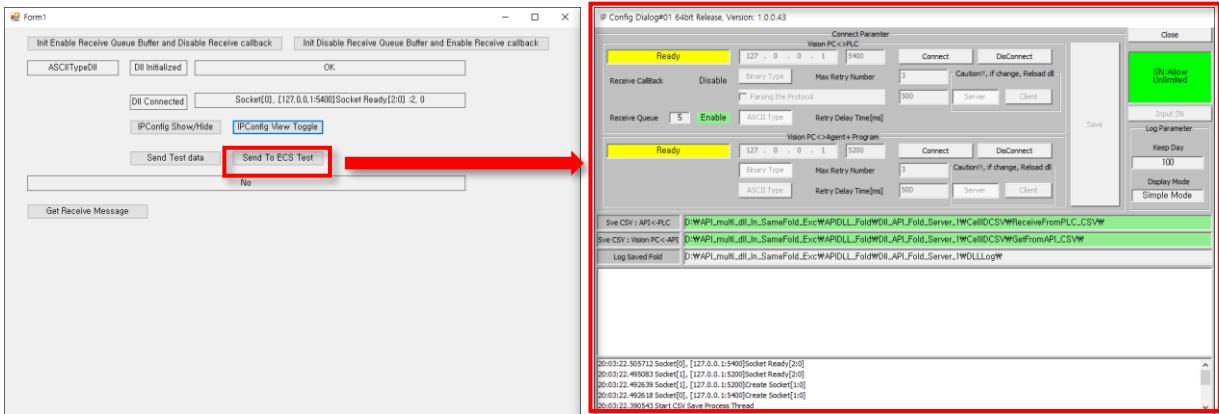 Form1
Init Enable Receive Queue Buffer and Disable Receive callback
Init Disable Receive Queue Buffer and Enable Receive callback
ASCIITypeDll
Dll Initialized
OK
Dll Connected
Socket[0], [127,0,0,1:5400]Socket Ready[2:0] :2, 0
IPConfig Show/Hide
IPConfig View Toggle
Send Test data
Send To ECS Test
No
Get Receive Message
IP Config Dialog#01 64bit Release, Version: 1.0.0.43
Connect Paramter
Vision PC<>PLC
Ready
127 . 0 . 0 . 1
5400
Connect
DisConnect
Receive CallBack
Disable
Binary Type
Max Retry Number
3
Caution!!, if change, Reload dll
Parsing the Protocol
500
Server
Client
Receive Queue
5
Enable
ASCII Type
Retry Delay Time[ms]
Save
Vision PC<>Agent+Program
Ready
127 . 0 . 0 . 1
5200
Connect
DisConnect
Binary Type
Max Retry Number
3
Caution!!, if change, Reload dll
ASCII Type
Retry Delay Time[ms]
500
Server
Client
Close
SN:Allow
Unlimited
Input SN
Log Parameter
Keep Day
100
Display Mode
Simple Mode
Sve CSV : API<-PLC
D:₩API_multi_dll_In_SameFold_Exc₩APIDLL_Fold₩Dll_API_Fold_Server_1₩CellIDCSV₩ReceiveFromPLC_CSV₩
Sve CSV : Vision PC<-API
D:₩API_multi_dll_In_SameFold_Exc₩APIDLL_Fold₩Dll_API_Fold_Server_1₩CellIDCSV₩GetFromAPI_CSV₩
Log Saved Fold
D:₩API_multi_dll_In_SameFold_Exc₩APIDLL_Fold₩Dll_API_Fold_Server_1₩DLLLog₩
20:03:22.505712 Socket[0], [127.0.0.1:5400]Socket Ready[2:0]
20:03:22.495083 Socket[1], [127.0.0.1:5200]Socket Ready[2:0]
20:03:22.492639 Socket[1], [127.0.0.1:5200]Create Socket[1:0]
20:03:22.492618 Socket[0], [127.0.0.1:5400]Create Socket[1:0]
20:03:22.390543 Start CSV Save Process Thread